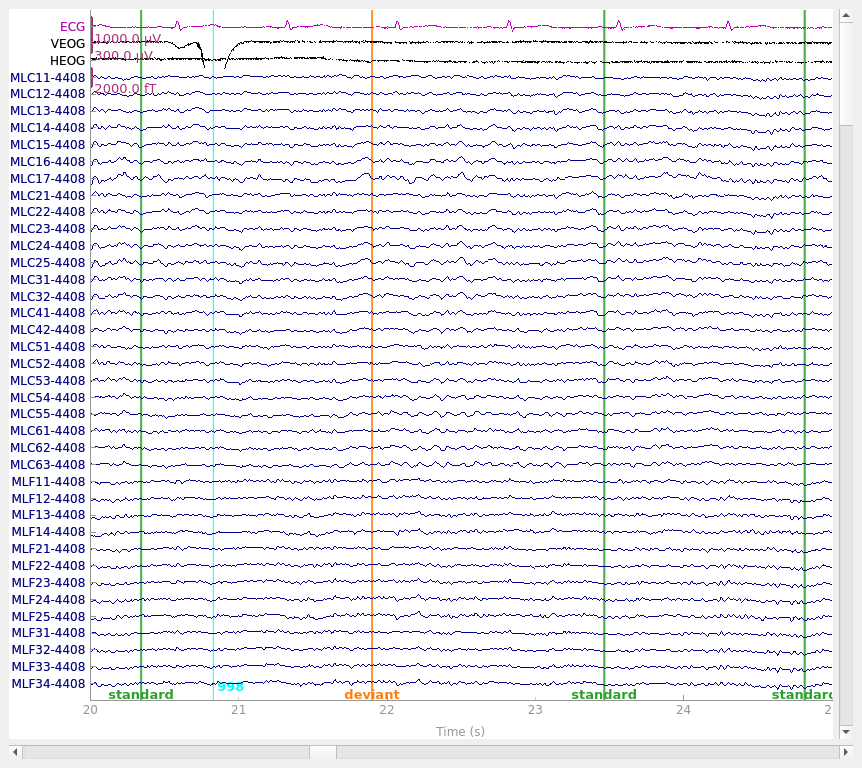 ECG
1000.0 µV
VEOG
300.0 µV
HEOG
MLC11-4408
2000.0 fT
MLC12-4408
MLC13-4408
MLC14-4408
MLC15-4408
MLC16-4408
MLC17-4408
MLC21-4408
MLC22-4408
MLC23-4408
MLC24-4408
MLC25-4408
MLC31-4408
MLC32-4408
MLC41-4408
MLC42-4408
MLC51-4408
MLC52-4408
MLC53-4408
MLC54-4408
MLC55-4408
MLC61-4408
MLC62-4408
MLC63-4408
MLF11-4408
MLF12-4408
MLF13-4408
MLF14-4408
MLF21-4408
MLF22-4408
MLF23-4408
MLF24-4408
MLF25-4408
MLF31-4408
MLF32-4408
MLF33-4408
MLF34-4408
998
standard deviant standard standard
20 21 22 23 24 2
Time (s)